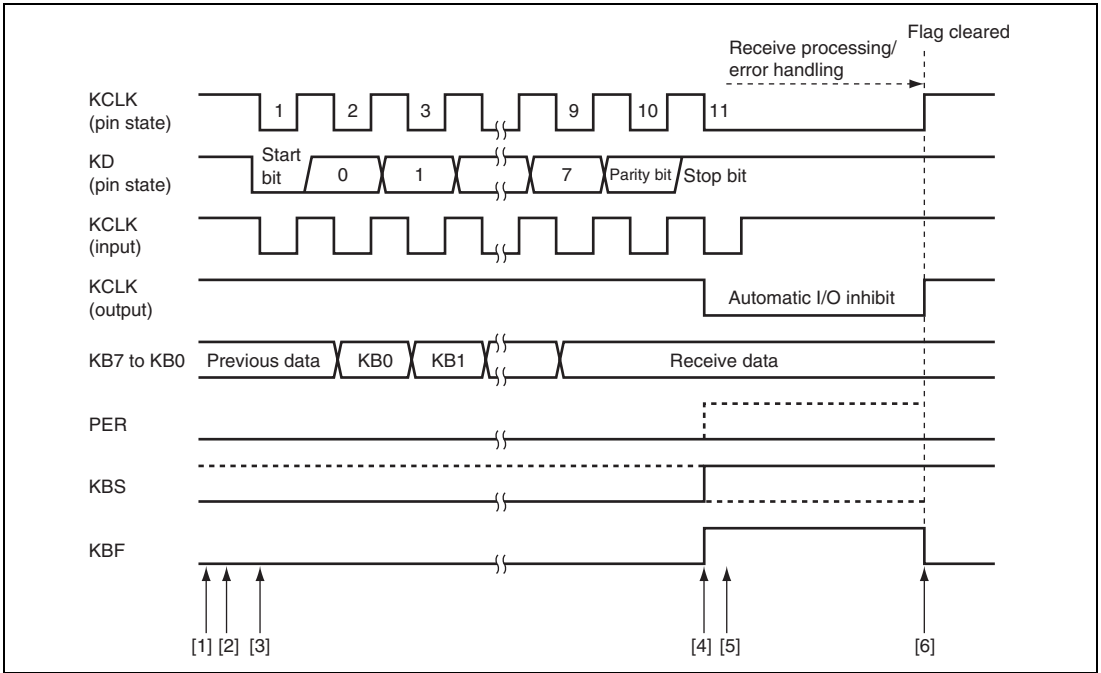 Flag cleared
Receive processing/
error handling
KCLK
(pin state)
1 2 3 9 10 11
KD
(pin state)
Start
bit
0 1 7 Parity bit Stop bit
KCLK
(input)
KCLK
(output)
Automatic I/O inhibit
KB7 to KB0
Previous data KB0 KB1 Receive data
PER
KBS
KBF
[1] [2] [3] [4] [5] [6]